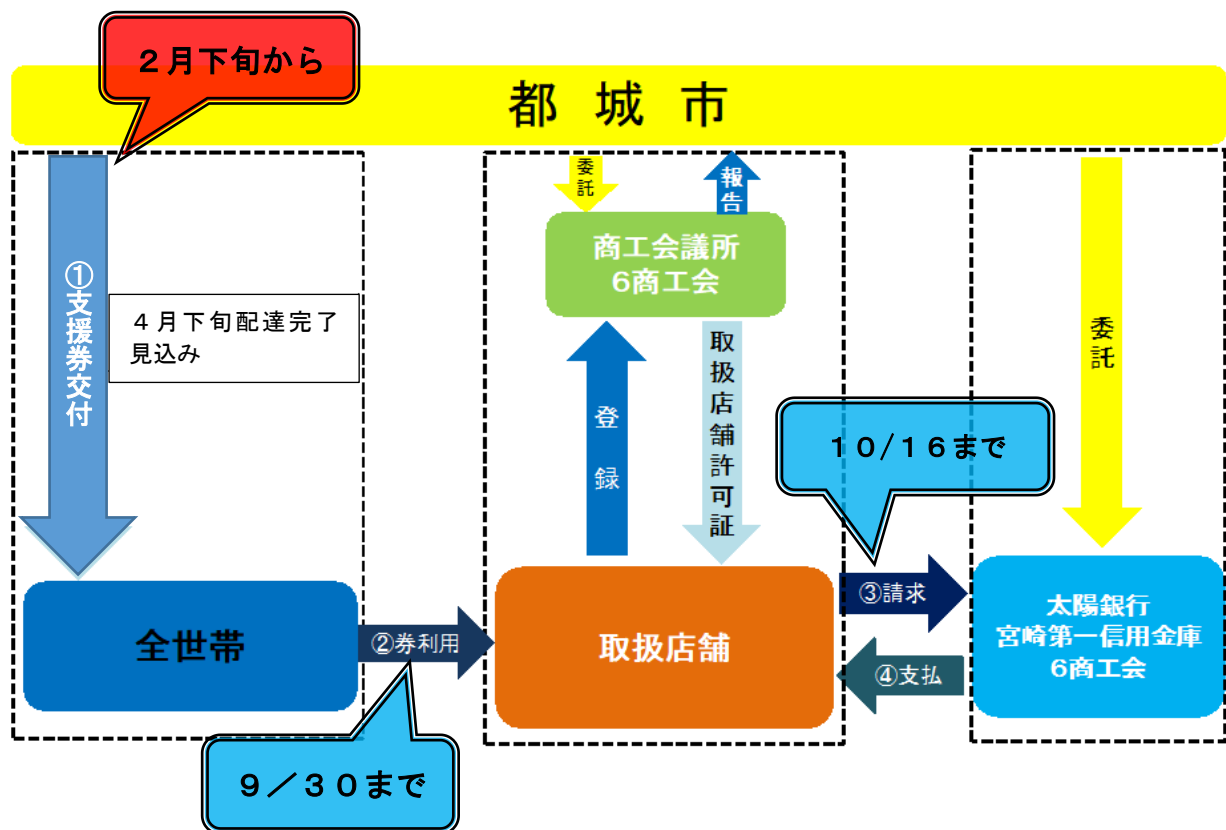 ２月下旬から
都 城 市
委託
報告
商工会議所
6商工会
①支援券交付
４月下旬配達完了
見込み
登録
取扱店舗許可証
委託
１０/１６まで
全世帯
②券利用
取扱店舗
③請求
④支払
太陽銀行
宮崎第一信用金庫
6商工会
９／３０まで